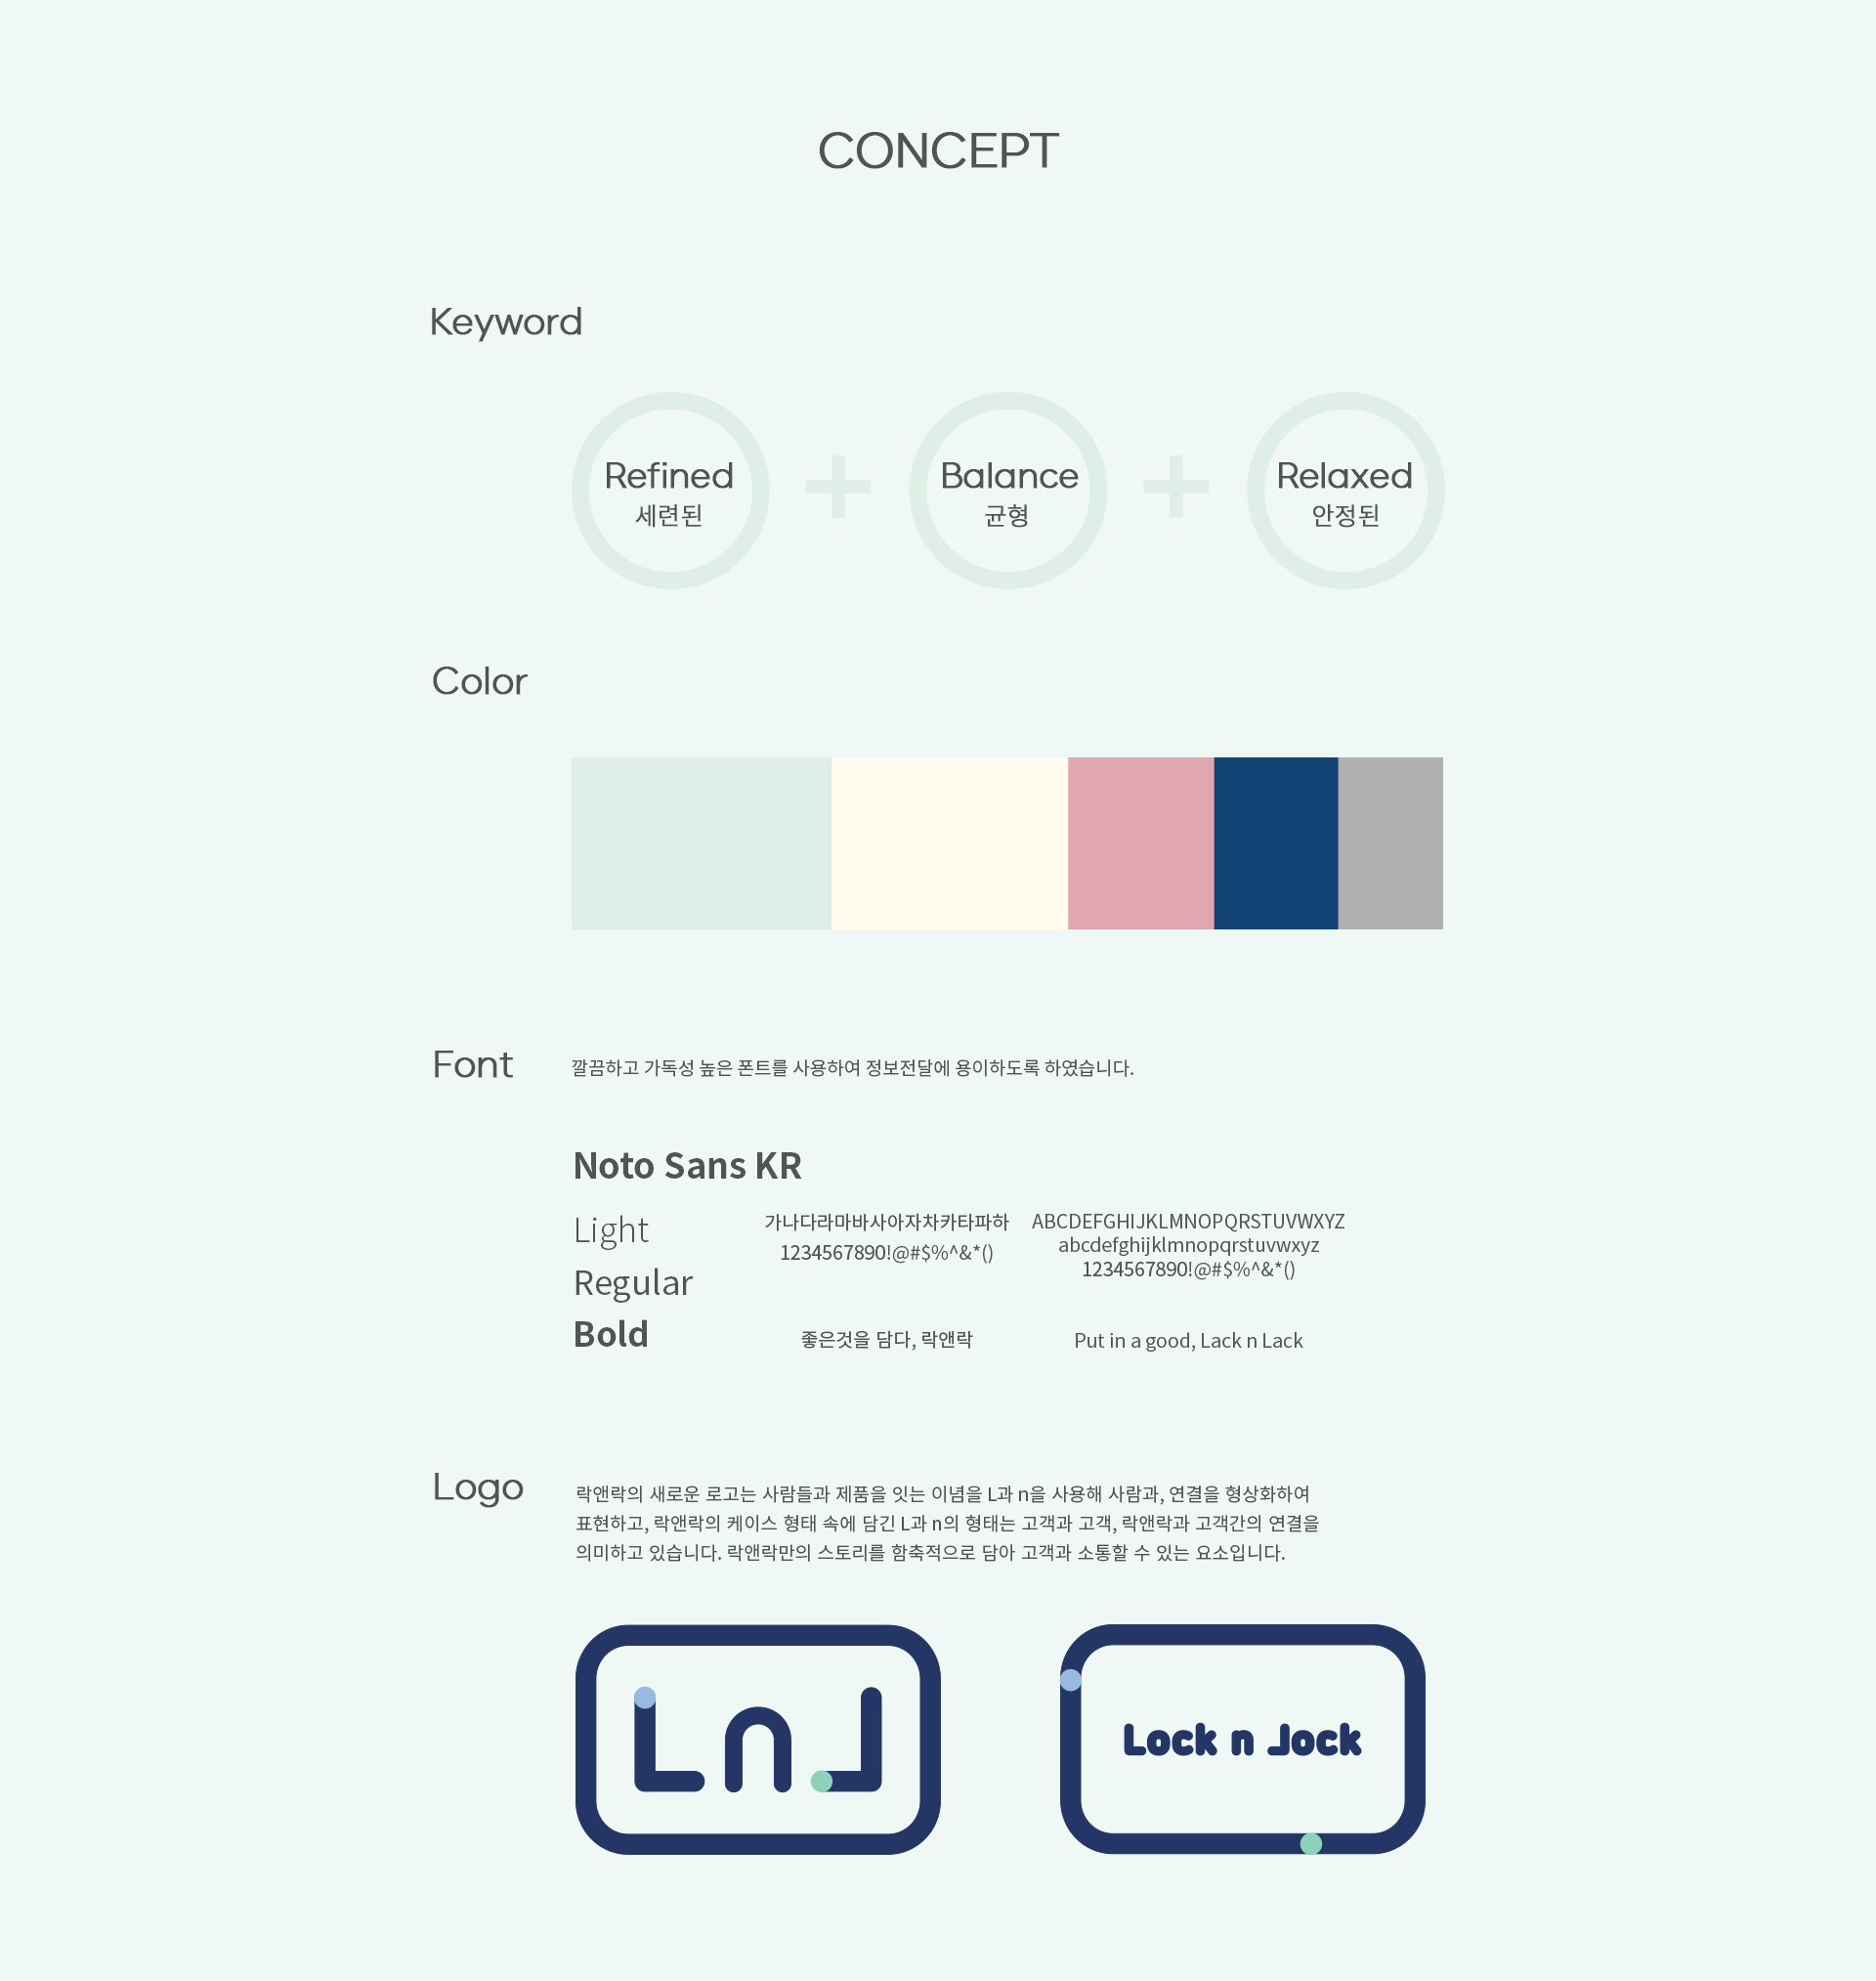 CONCEPT
Keyword
Refined
세련된
+
Balance
균형
+
Relaxed
안정된
Color
Font
깔끔하고 가독성 높은 폰트를 사용하여 정보전달에 용이하도록 하였습니다.
Noto Sans KR
Light
Regular
Bold
가나다라마바사아자차카타파하
1234567890!@#$%^&*()
ABCDEFGHIJKLMNOPQRSTUVWXYZ
abcdefghijklmnopqrstuvwxyz
1234567890!@#$%^&*()
좋은것을 담다, 락앤락
Put in a good, Lack n Lack
Logo
락앤락의 새로운 로고는 사람들과 제품을 잇는 이념을 L과 n을 사용해 사람과, 연결을 형상화하여
표현하고, 락앤락의 케이스 형태 속에 담긴 L과 n의 형태는 고객과 고객, 락앤락과 고객간의 연결을
의미하고 있습니다. 락앤락만의 스토리를 함축적으로 담아 고객과 소통할 수 있는 요소입니다.
LnL
Lock n Lock